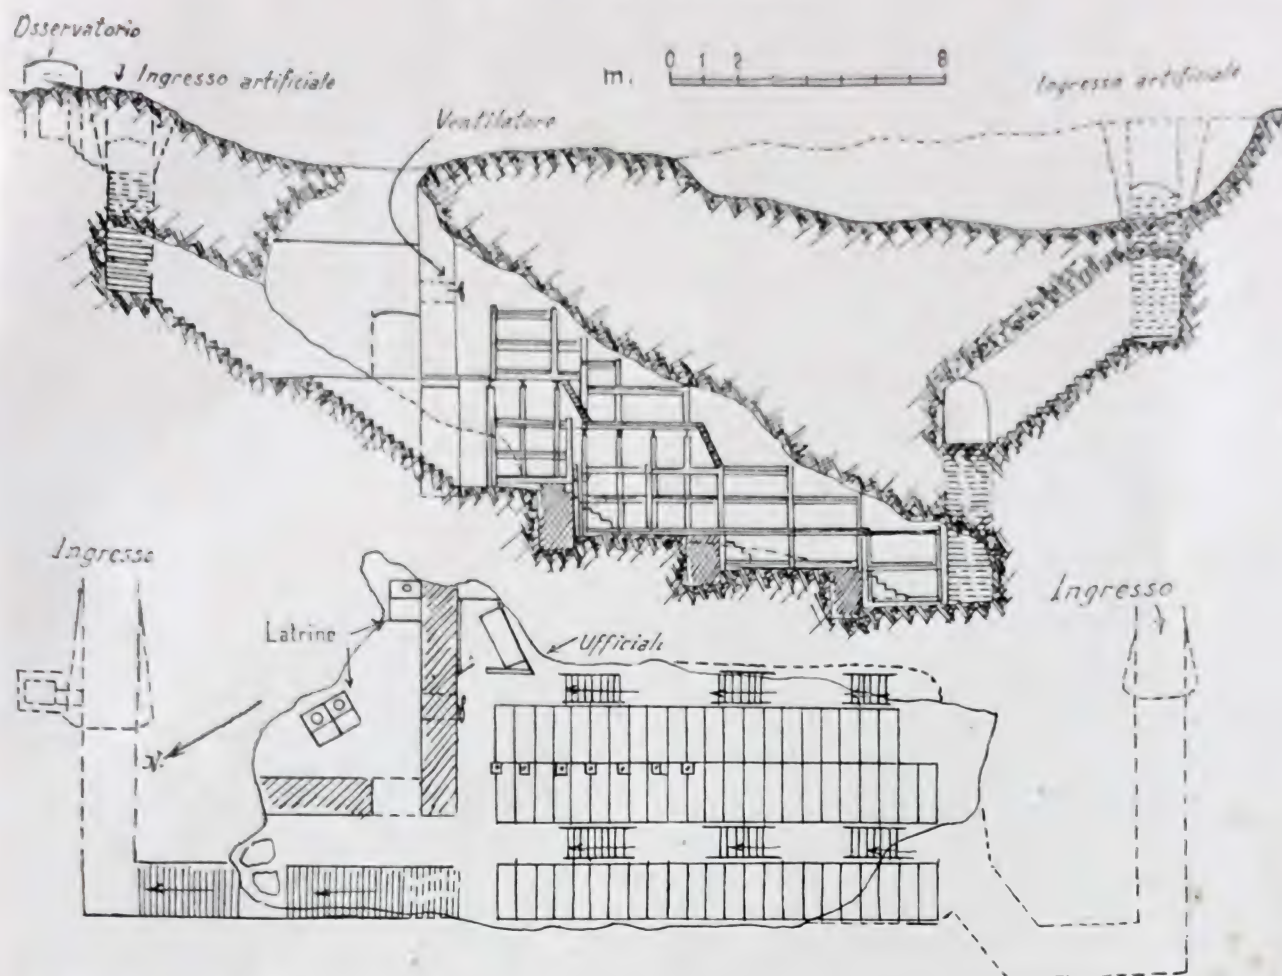 Osservatorio
Ingresso artificiale
m. 0 1 2 8
Ingresso artificiale
Ventilatore
Ingresso
Latrine
Ufficiali
Ingresso
N.